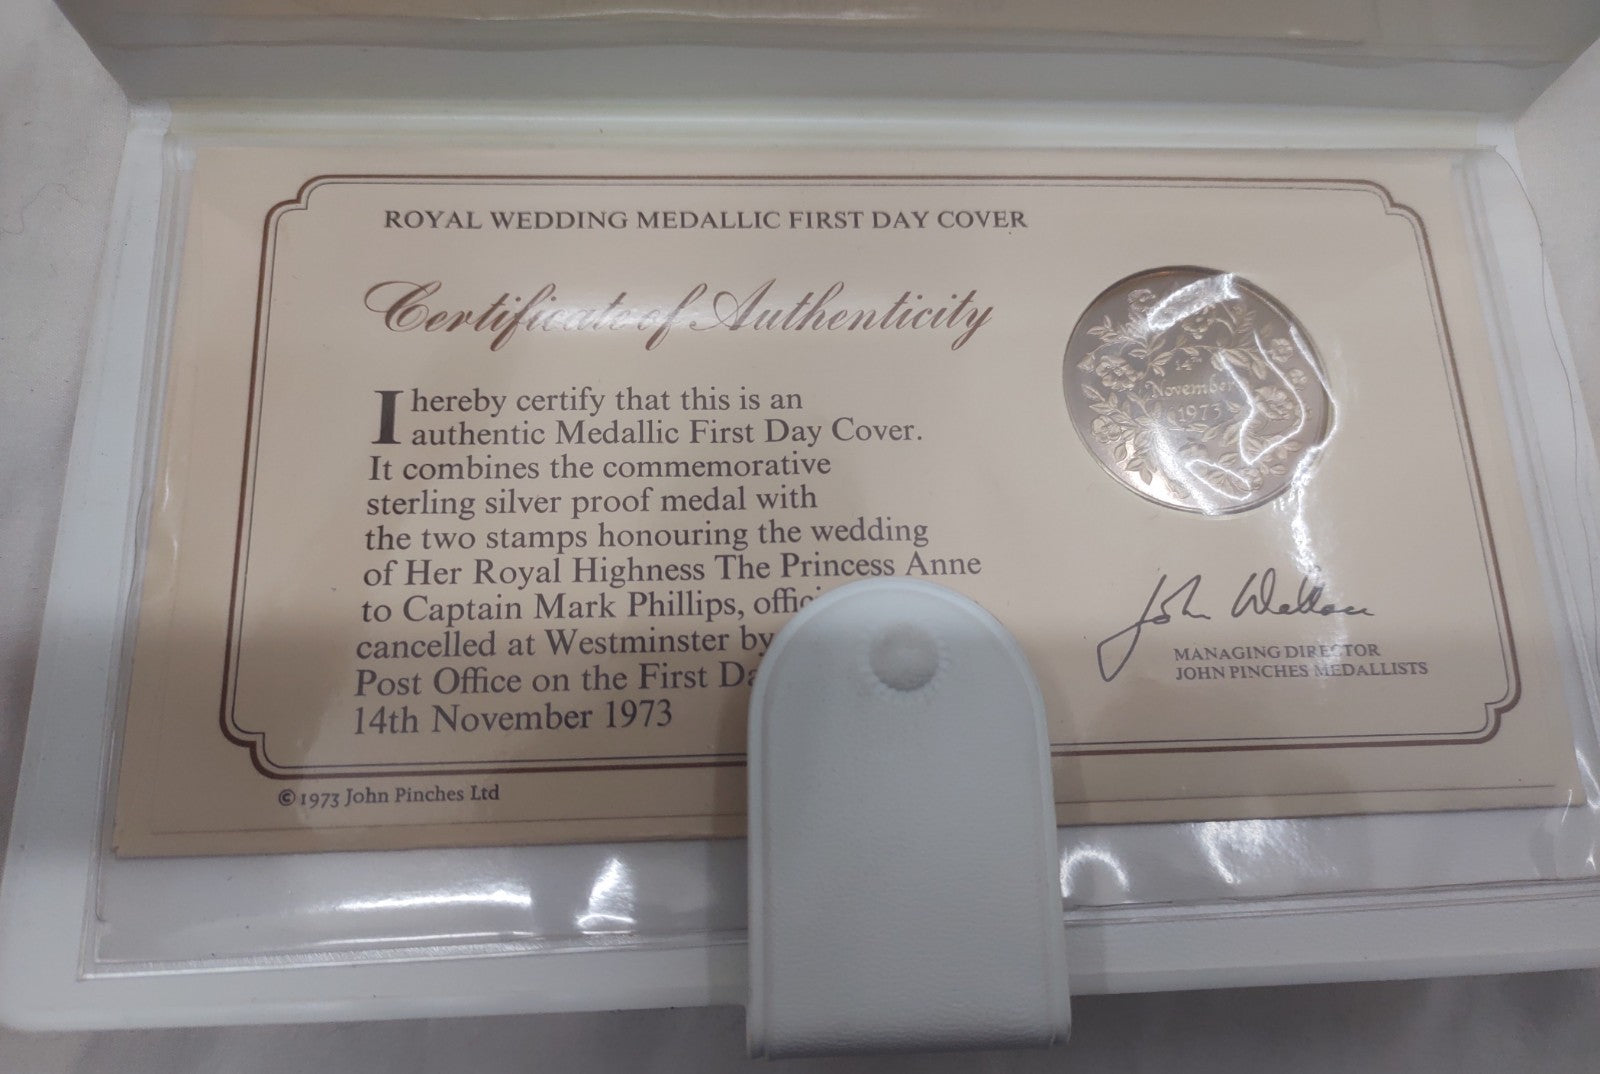 ROYAL WEDDING MEDALLIC FIRST DAY COVER
Certificate of Authenticity
I hereby certify that this is an
authentic Medallic First Day Cover.
It combines the commemorative
sterling silver proof medal with
the two stamps honouring the wedding
of Her Royal Highness The Princess Anne
to Captain Mark Phillips,
cancelled at Westminster by
Post Office on the First
14th November 1973
14
November
1973
John Wallace
MANAGING DIRECTOR
JOHN PINCHES MEDALLISTS
© 1973 John Pinches Ltd